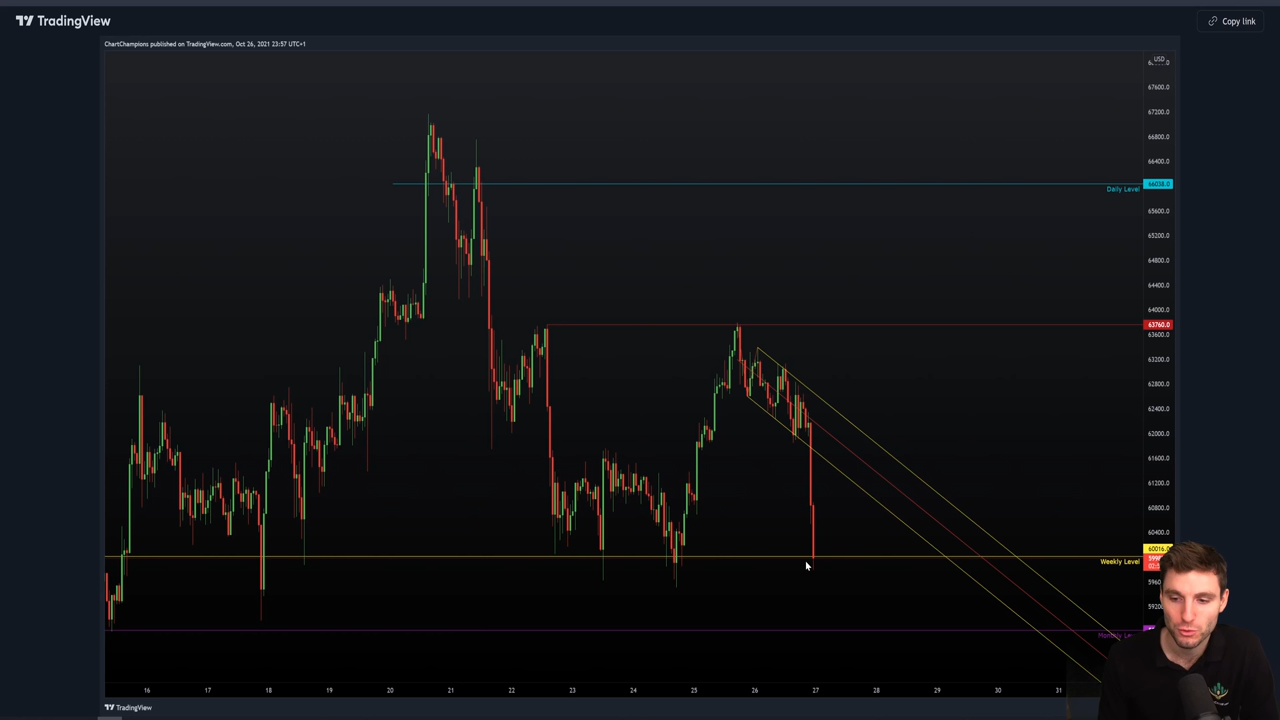 TradingView
Copy link
ChartChampions published on TradingView.com, Oct 26, 2021 23:57 UTC+1
USD
67600.0
67200.0
66800.0
66400.0
66038.0
Daily Level
65600.0
65200.0
64800.0
64400.0
64000.0
63760.0
63600.0
63200.0
62800.0
62400.0
62000.0
61600.0
61200.0
60800.0
60400.0
60016.0
Weekly Level
Monthly
16 17 18 19 20 21 22 23 24 25 26 27 28 29 30 31
TradingView